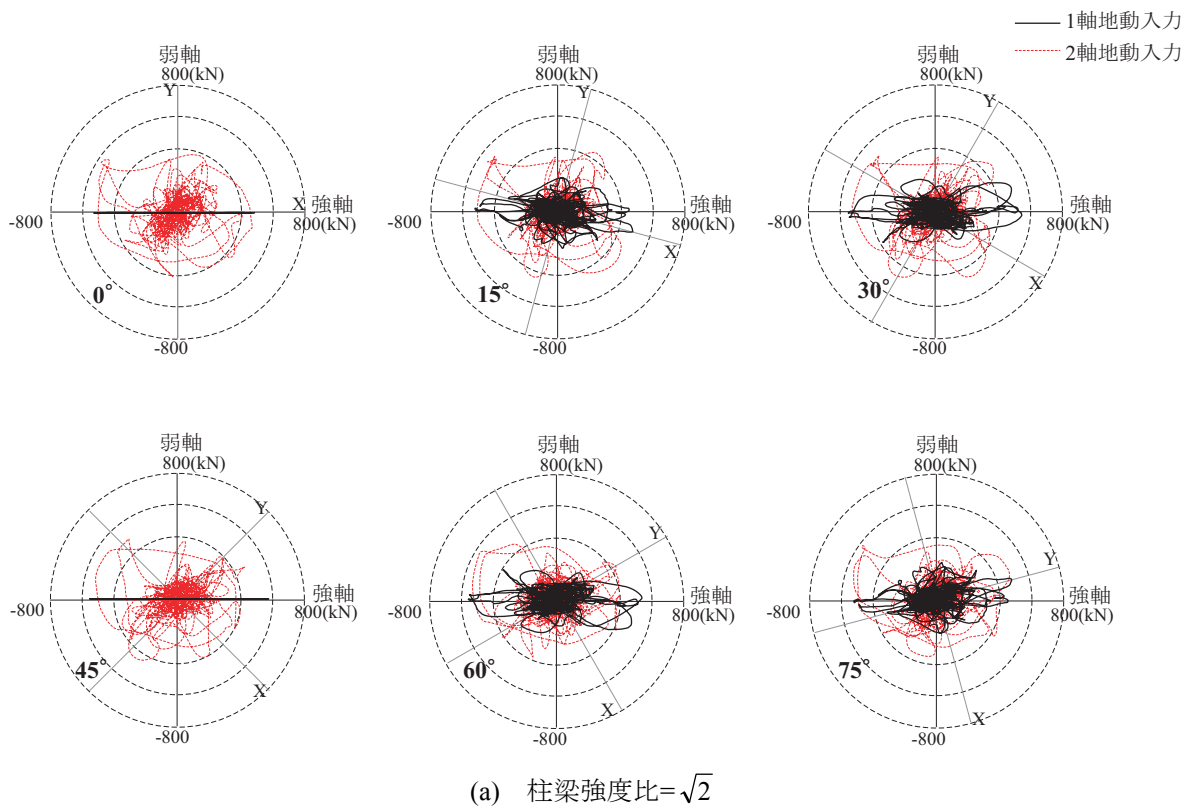 1軸地動入力
2軸地動入力
弱軸
800(kN)
Y
X 強軸
-800
800(kN)
0°
-800
弱軸
800(kN)
Y
強軸
-800
800(kN)
X
15°
-800
弱軸
800(kN)
Y
強軸
-800
800(kN)
X
30°
-800
弱軸
800(kN)
Y
強軸
-800
800(kN)
45°
X
-800
弱軸
800(kN)
Y
強軸
-800
800(kN)
60°
X
-800
弱軸
800(kN)
Y
強軸
-800
800(kN)
75°
X
-800
(a) 柱梁強度比=√2